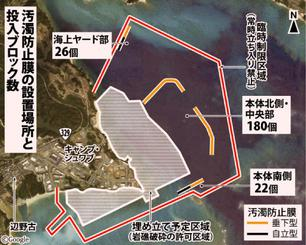 汚濁防止膜の設置場所と
投入ブロック数
海上ヤード部
26個
臨時制限区域
(常時立ち入り禁止)
N
本体北側・
中央部
180個
329
キャンプ・
シュワブ
本体南側
22個
辺野古
埋め立て予定区域
(岩礁破砕の許可区域)
汚濁防止膜
垂下型
自立型
©Google